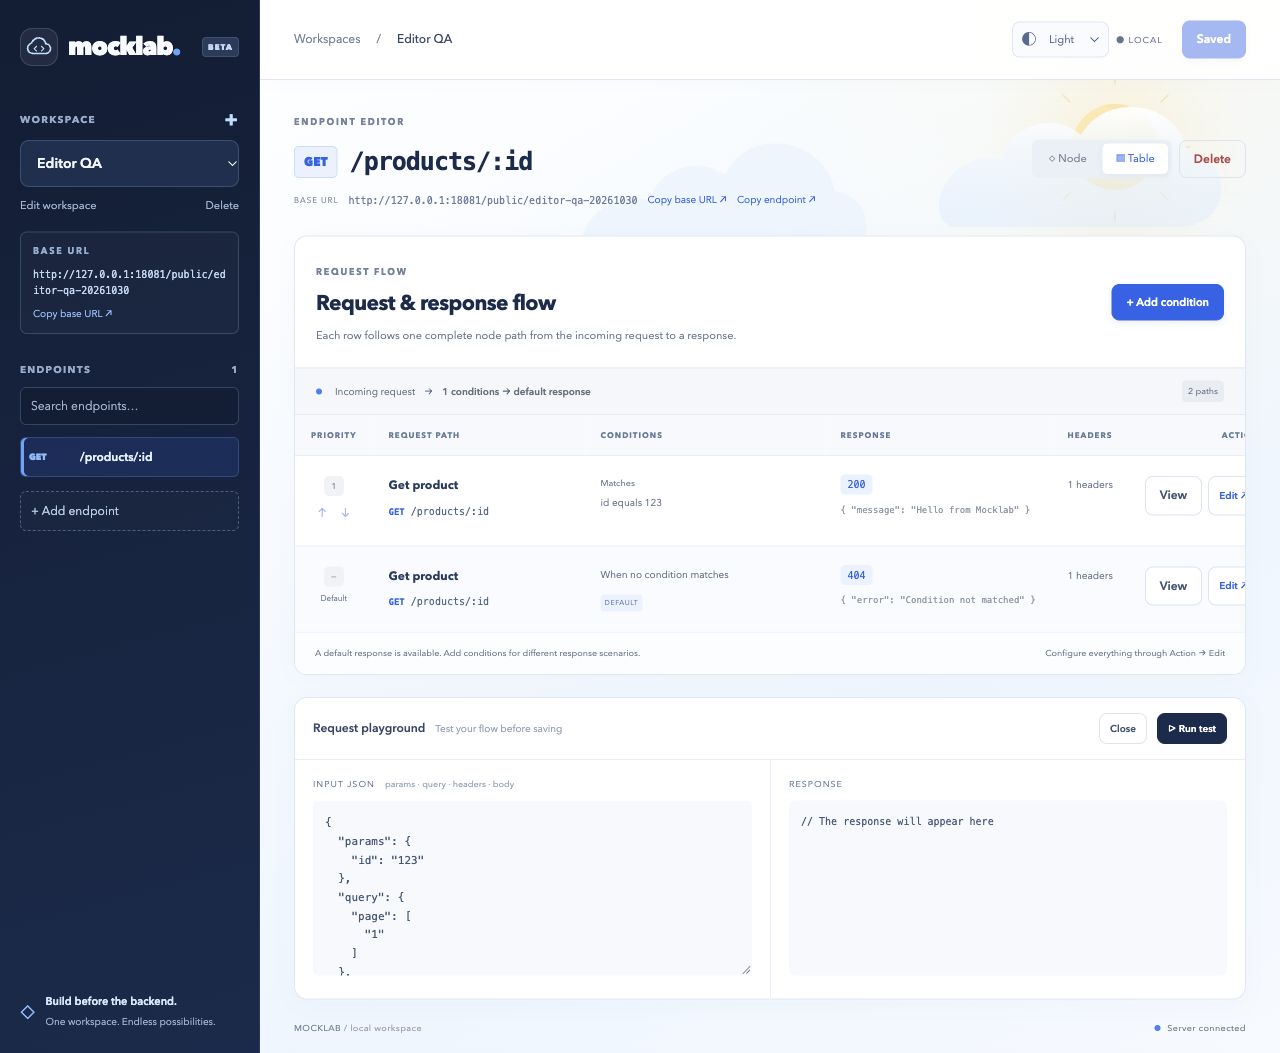 mocklab.
BETA
WORKSPACE
+
Editor QA
Edit workspace
Delete
BASE URL
http://127.0.0.1:18081/public/ed
itor-qa-20261030
Copy base URL ↗
ENDPOINTS
1
Search endpoints...
GET
/products/:id
+ Add endpoint
Build before the backend.
One workspace. Endless possibilities.
Workspaces / Editor QA
Light
LOCAL
Saved
ENDPOINT EDITOR
GET /products/:id
Node
Table
Delete
BASE URL http://127.0.0.1:18081/public/editor-qa-20261030 Copy base URL ↗ Copy endpoint ↗
REQUEST FLOW
Request & response flow
+ Add condition
Each row follows one complete node path from the incoming request to a response.
Incoming request → 1 conditions → default response
2 paths
PRIORITY REQUEST PATH CONDITIONS RESPONSE HEADERS
1
↑ ↓
Get product
GET /products/:id
Matches
id equals 123
200
{ "message": "Hello from Mocklab" }
1 headers
View
Edit
–
Default
Get product
GET /products/:id
When no condition matches
DEFAULT
404
{ "error": "Condition not matched" }
1 headers
View
Edit
A default response is available. Add conditions for different response scenarios.
Configure everything through Action → Edit
Request playground Test your flow before saving
Close
Run test
INPUT JSON params · query · headers · body
{
"params": {
"id": "123"
},
"query": {
"page": [
"1"
]
},
RESPONSE
// The response will appear here
MOCKLAB / local workspace
Server connected